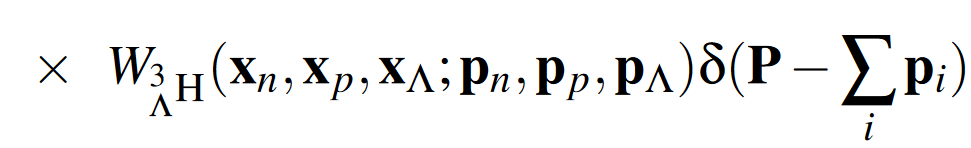 × W_{^3_ΛH}(𝐱_n, 𝐱_p, 𝐱_Λ; 𝐩_n, 𝐩_p, 𝐩_Λ)δ(𝐏 − ∑_i 𝐩_i)